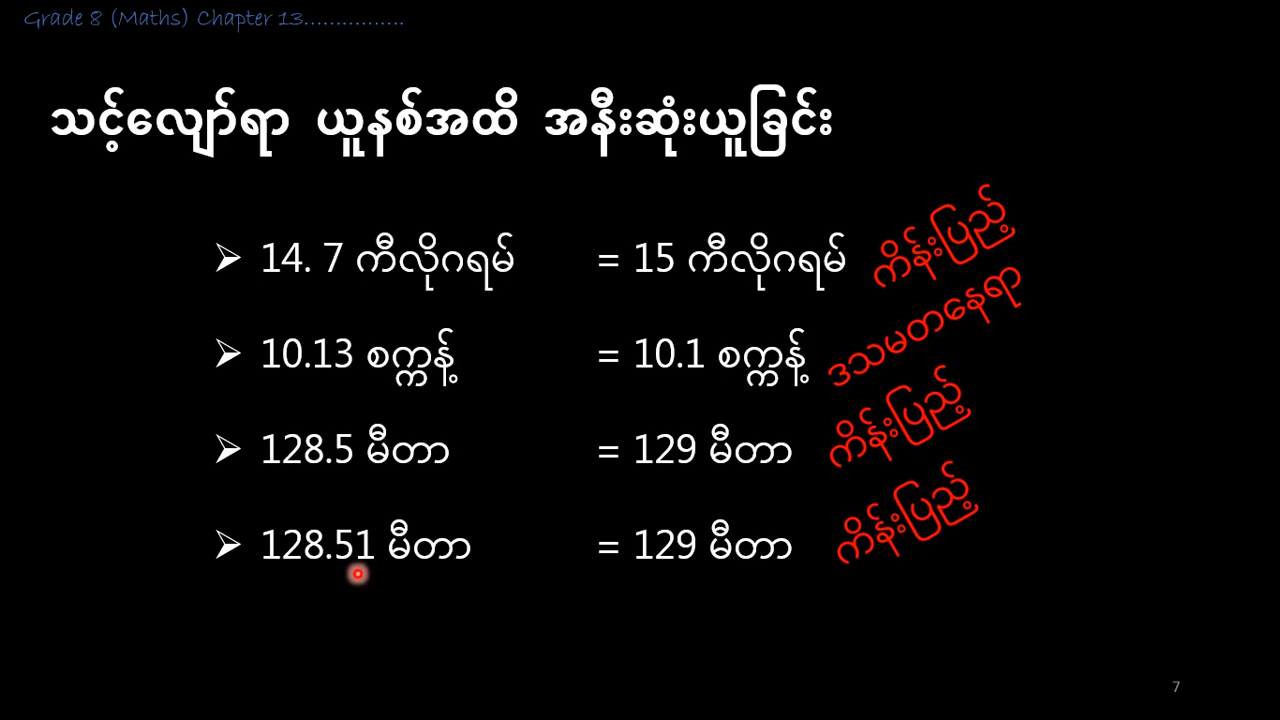 Grade 8 (Maths) Chapter 13................
သင့်လျော်ရာ ယူနစ်အထိ အနီးဆုံးယူခြင်း
➢ 14. 7 ကီလိုဂရမ် = 15 ကီလိုဂရမ် ကိန်းပြည့်
➢ 10.13 စက္ကန့် = 10.1 စက္ကန့် ဒသမတနေရာ
➢ 128.5 မီတာ = 129 မီတာ ကိန်းပြည့်
➢ 128.51 မီတာ = 129 မီတာ ကိန်းပြည့်
7